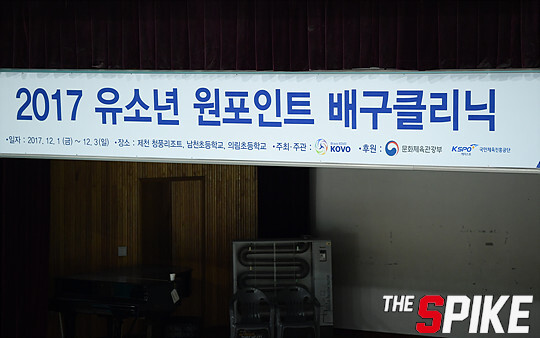 2017 유소년 원포인트 배구클리닉
•일자 : 2017. 12. 1(금) ~ 12. 3(일) •장소 : 제천 청풍리조트, 남천초등학교, 의림초등학교 •주최·주관 : KOVO •후원 : 문화체육관광부 KSPO 국민체육진흥공단
THE SPIKE